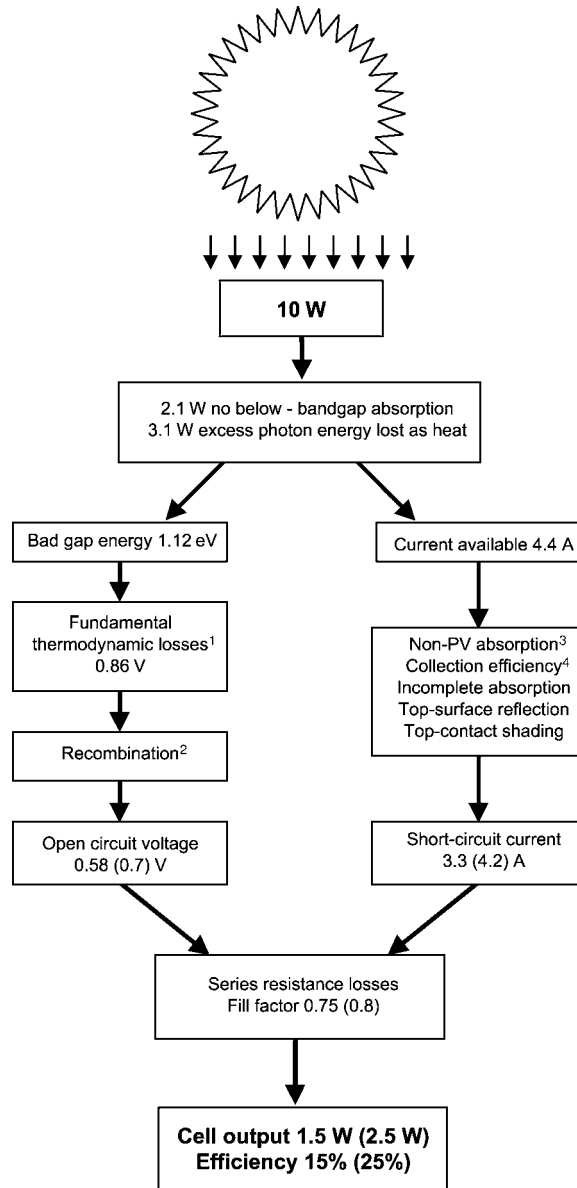 10 W
2.1 W no below - bandgap absorption
3.1 W excess photon energy lost as heat
Bad gap energy 1.12 eV
Current available 4.4 A
Fundamental
thermodynamic losses¹
0.86 V
Non-PV absorption³
Collection efficiency⁴
Incomplete absorption
Top-surface reflection
Top-contact shading
Recombination²
Open circuit voltage
0.58 (0.7) V
Short-circuit current
3.3 (4.2) A
Series resistance losses
Fill factor 0.75 (0.8)
Cell output 1.5 W (2.5 W)
Efficiency 15% (25%)